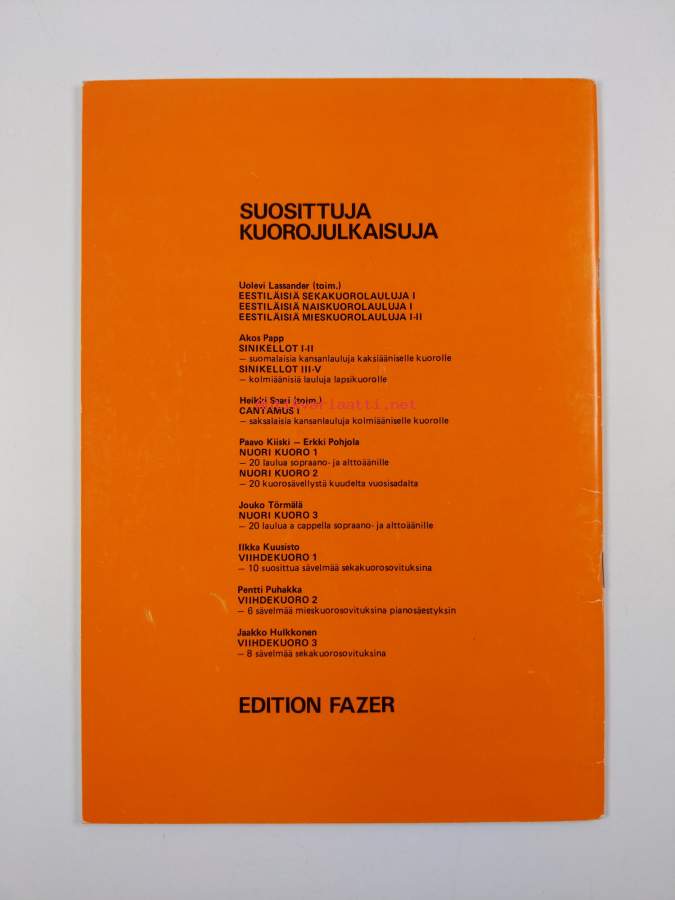 SUOSITTUJA
KUOROJULKAISUJA
Uolevi Lassander (toim.)
EESTILÄISIÄ SEKAKUOROLAULUJA I
EESTILÄISIÄ NAISKUOROLAULUJA I
EESTILÄISIÄ MIESKUOROLAULUJA I-II
Akos Papp
SINIKELLOT I-II
– suomalaisia kansanlauluja kaksiääniselle kuorolle
SINIKELLOT III-V
– kolmiäänisiä lauluja lapsikuorolle
Heikki (toim.)
CANTAMUS I
– saksalaisia kansanlauluja kolmiääniselle kuorolle
Paavo Kiiski – Erkki Pohjola
NUORI KUORO 1
– 20 laulua sopraano- ja alttoäänille
NUORI KUORO 2
– 20 kuorosävellystä kuudelta vuosisadalta
Jouko Törmälä
NUORI KUORO 3
– 20 laulua a cappella sopraano- ja alttoäänille
Ilkka Kuusisto
VIIHDEKUORO 1
– 10 suosittua sävelmää sekakuorosovituksina
Pentti Puhakka
VIIHDEKUORO 2
– 6 sävelmää mieskuorosovituksina pianosäestyksin
Jaakko Hulkkonen
VIIHDEKUORO 3
– 8 sävelmää sekakuorosovituksina
EDITION FAZER